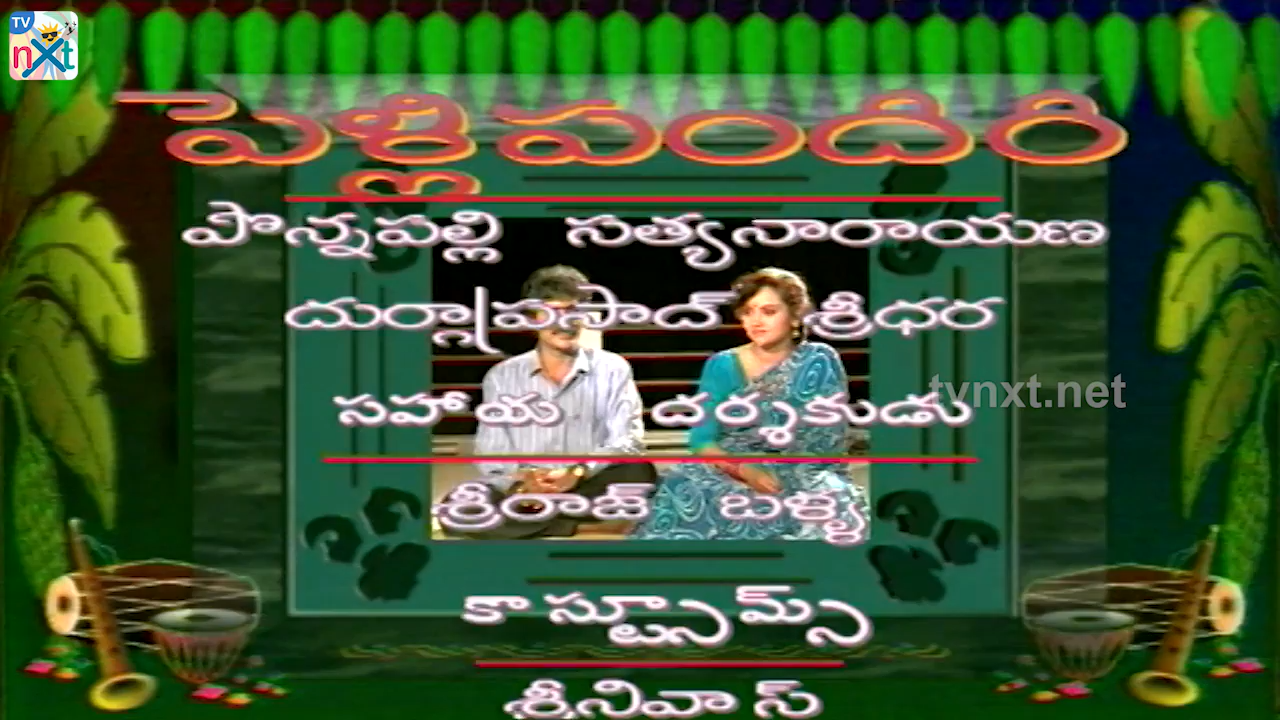 TV
nxt
పెళ్లిపందిరి
పొన్నపల్లి సత్యనారాయణ
దుర్గాప్రసాద్ శ్రీధర
tvnxt.net
సహాయ దర్శకుడు
శ్రీరాజ్ బళ్ళ
కాస్ట్యూమ్స్
శ్రీనివాస్